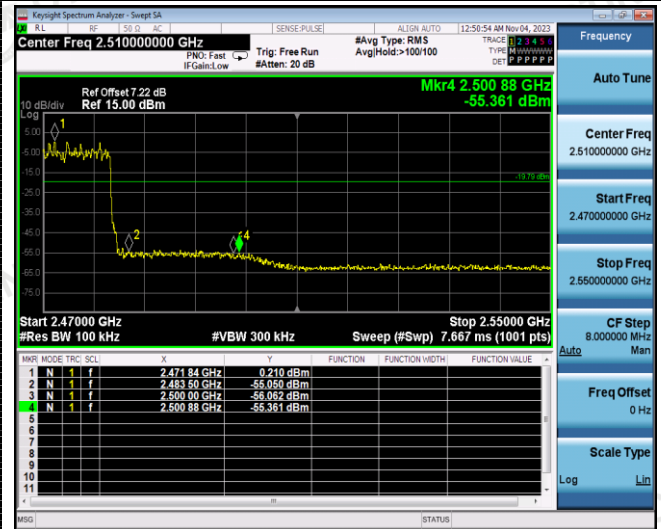 Keysight Spectrum Analyzer - Swept SA
RL RF 50 Ω AC SENSE:PULSE ALIGN AUTO 12:50:54 AM Nov 04, 2023
Center Freq 2.510000000 GHz
PNO: Fast
IFGain:Low
Trig: Free Run
#Atten: 20 dB
#Avg Type: RMS
Avg|Hold:>100/100
TRACE 1 2 3 4 5 6
TYPE M WWWWW
DET P P P P P P
Ref Offset 7.22 dB
10 dB/div Ref 15.00 dBm
Log
Mkr4 2.500 88 GHz
-55.361 dBm
5.00
-5.00
-15.0
-25.0
-35.0
-45.0
-55.0
-65.0
-75.0
1
2
4
-19.79 dBm
Start 2.47000 GHz Stop 2.55000 GHz
#Res BW 100 kHz #VBW 300 kHz Sweep (#Swp) 7.667 ms (1001 pts)
MKR MODE TRC SCL X Y FUNCTION FUNCTION WIDTH FUNCTION VALUE
1 N 1 f 2.471 84 GHz 0.210 dBm
2 N 1 f 2.483 50 GHz -55.050 dBm
3 N 1 f 2.500 00 GHz -56.062 dBm
4 N 1 f 2.500 88 GHz -55.361 dBm
5
6
7
8
9
10
11
MSG STATUS
Frequency
Auto Tune
Center Freq
2.510000000 GHz
Start Freq
2.470000000 GHz
Stop Freq
2.550000000 GHz
CF Step
8.000000 MHz
Auto Man
Freq Offset
0 Hz
Scale Type
Log Lin